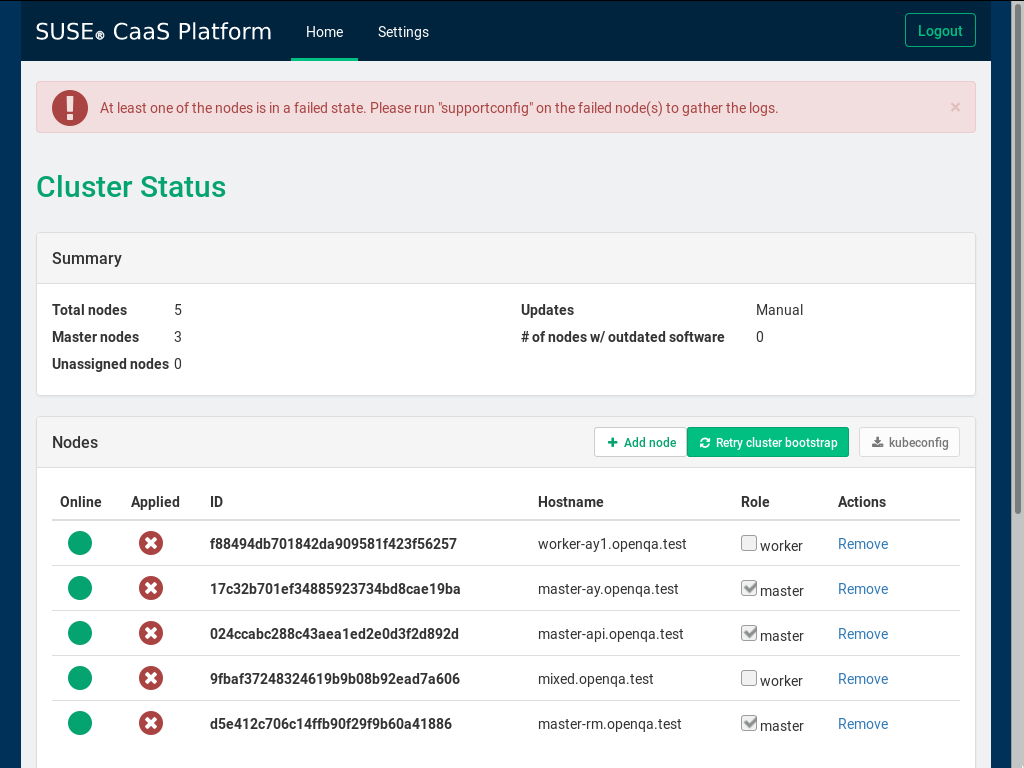 SUSE® CaaS Platform Home Settings Logout
At least one of the nodes is in a failed state. Please run "supportconfig" on the failed node(s) to gather the logs. ×
Cluster Status
Summary
Total nodes 5 Updates Manual
Master nodes 3 # of nodes w/ outdated software 0
Unassigned nodes 0
Nodes Add node Retry cluster bootstrap kubeconfig
Online Applied ID Hostname Role Actions
f88494db701842da909581f423f56257 worker-ay1.openqa.test worker Remove
17c32b701ef34885923734bd8cae19ba master-ay.openqa.test master Remove
024ccabc288c43aea1ed2e0d3f2d892d master-api.openqa.test master Remove
9fbaf37248324619b9b08b92ead7a606 mixed.openqa.test worker Remove
d5e412c706c14ffb90f29f9b60a41886 master-rm.openqa.test master Remove